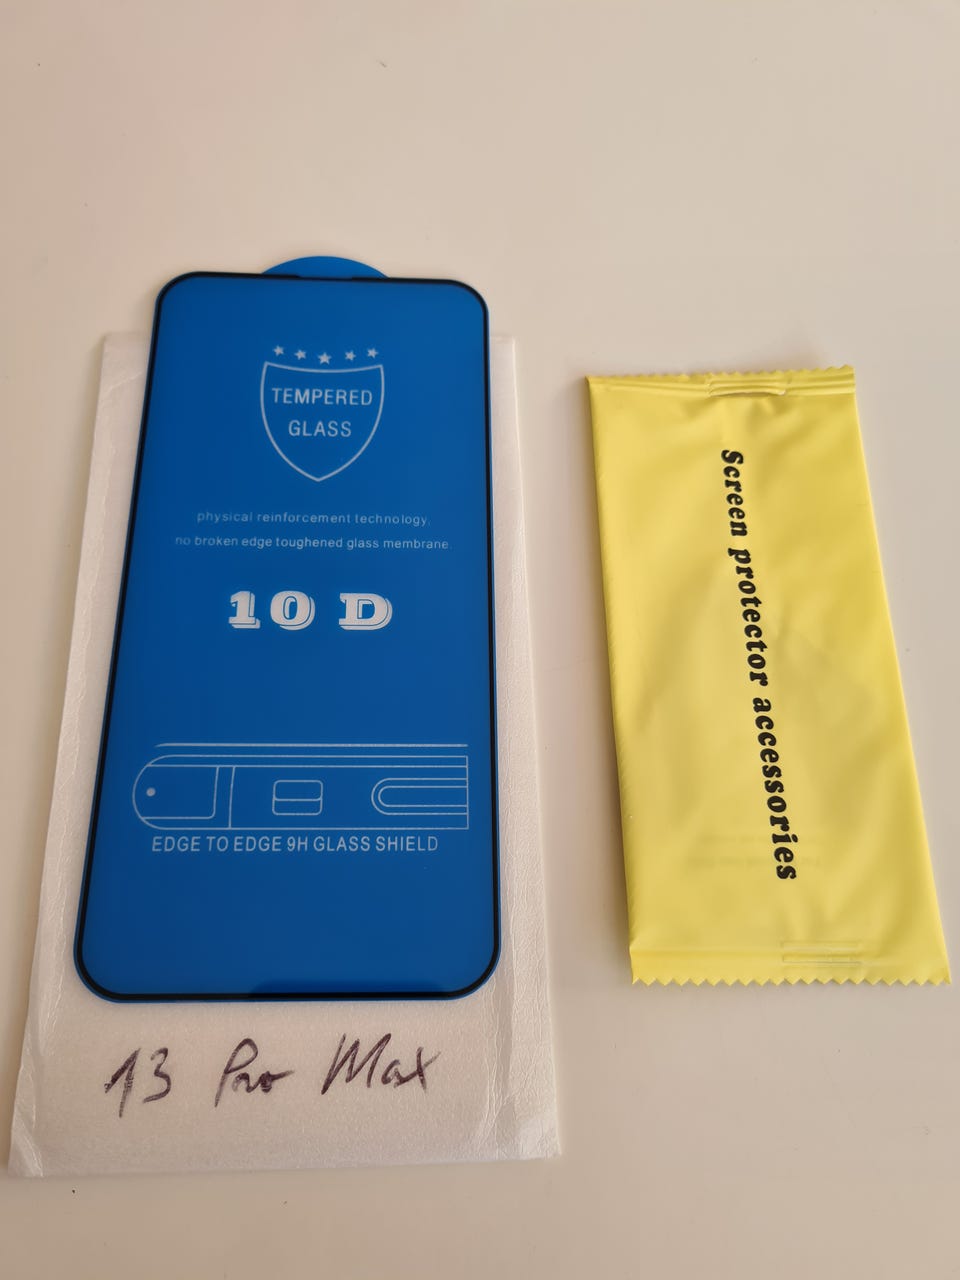 TEMPERED
GLASS
physical reinforcement technology,
no broken edge toughened glass membrane.
10 D
EDGE TO EDGE 9H GLASS SHIELD
13 Pro Max
Screen protector accessories